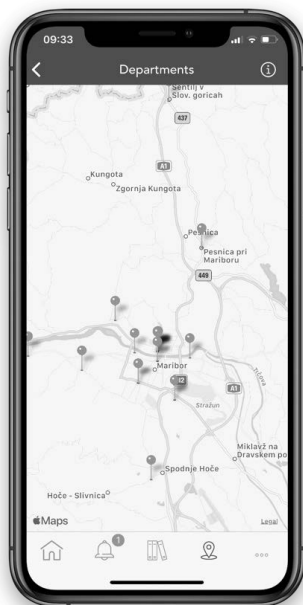 09:33
Departments
Šentilj v
Slov. goricah
437
A1
Kungota
Zgornja Kungota
Pesnica
Pesnica pri
Mariboru
449
Maribor
A1
Stražun
Miklavž na
Dravskem po
Spodnje Hoče
Hoče - Slivnica
Maps
Legal
1